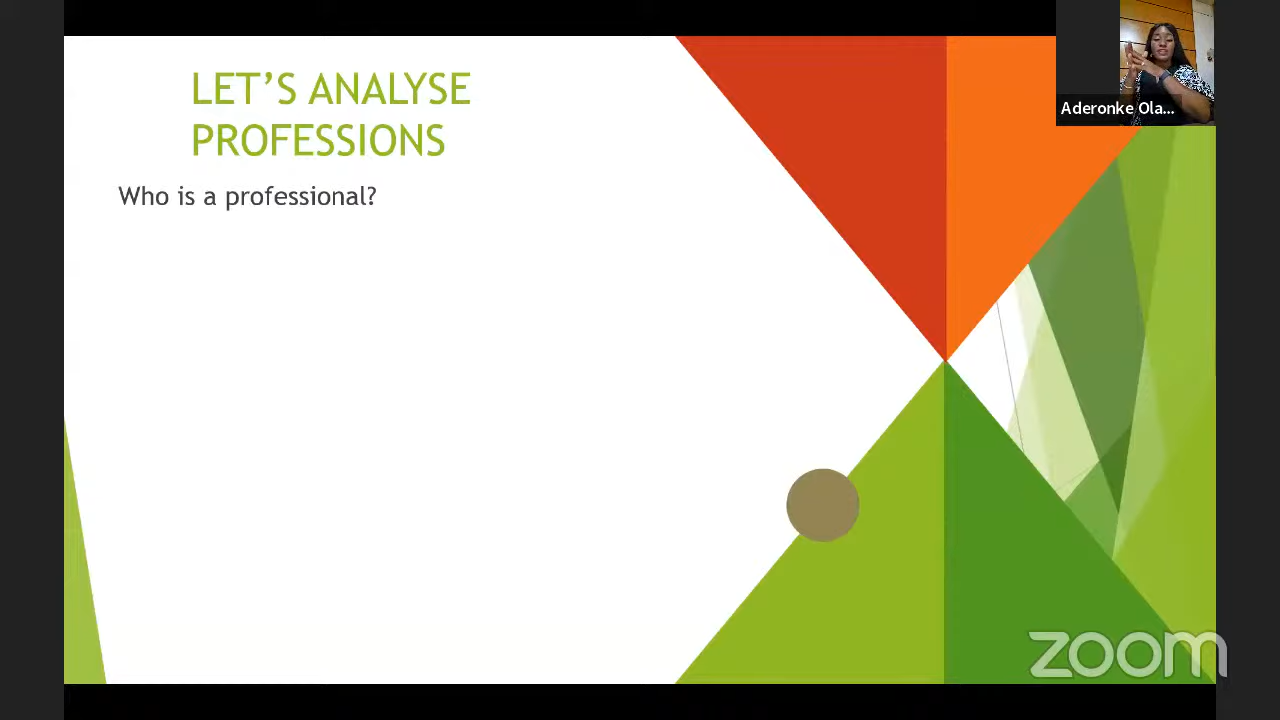 LET’S ANALYSE
PROFESSIONS
Who is a professional?
Aderonke Ola...
zoom